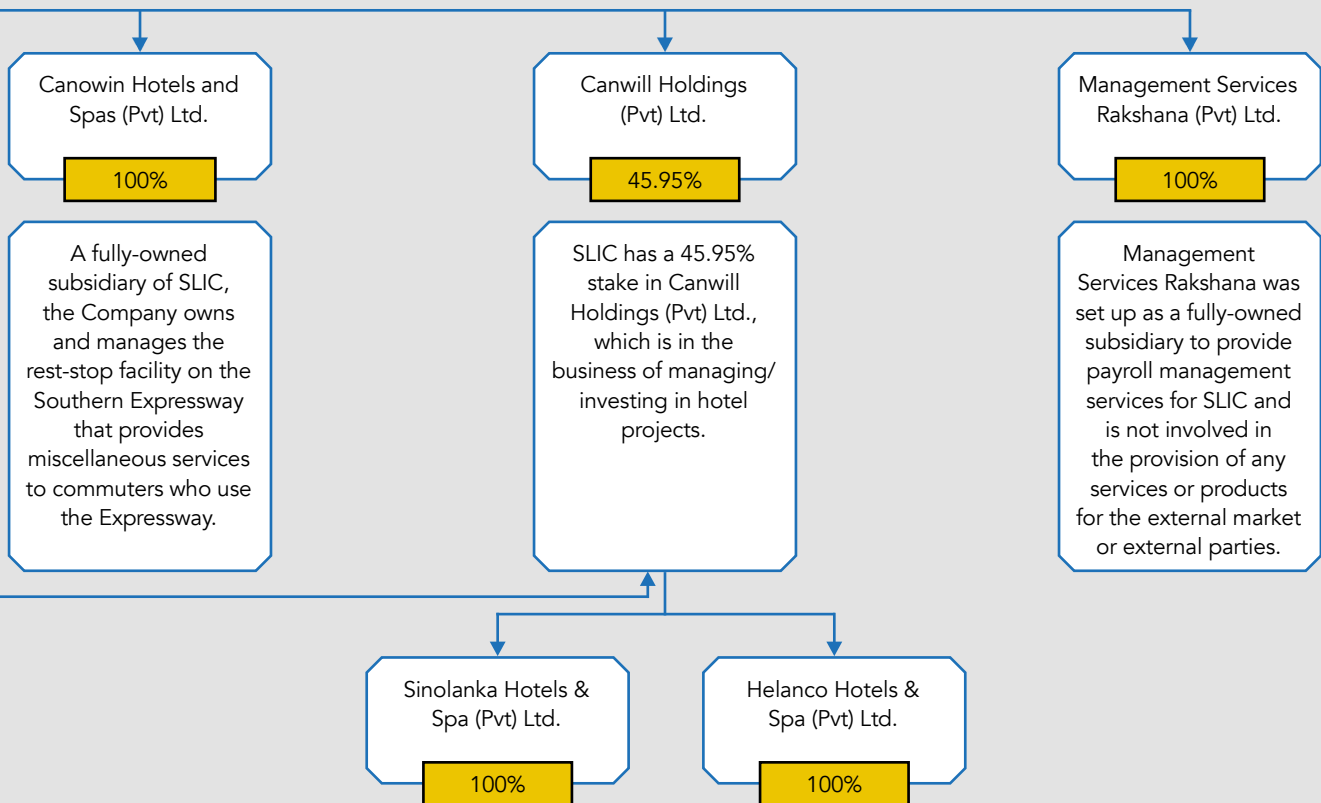 Canowin Hotels and
Spas (Pvt) Ltd.
100%
A fully-owned
subsidiary of SLIC,
the Company owns
and manages the
rest-stop facility on the
Southern Expressway
that provides
miscellaneous services
to commuters who use
the Expressway.
Canwill Holdings
(Pvt) Ltd.
45.95%
SLIC has a 45.95%
stake in Canwill
Holdings (Pvt) Ltd.,
which is in the
business of managing/
investing in hotel
projects.
Management Services
Rakshana (Pvt) Ltd.
100%
Management
Services Rakshana was
set up as a fully-owned
subsidiary to provide
payroll management
services for SLIC and
is not involved in
the provision of any
services or products
for the external market
or external parties.
Sinolanka Hotels &
Spa (Pvt) Ltd.
100%
Helanco Hotels &
Spa (Pvt) Ltd.
100%